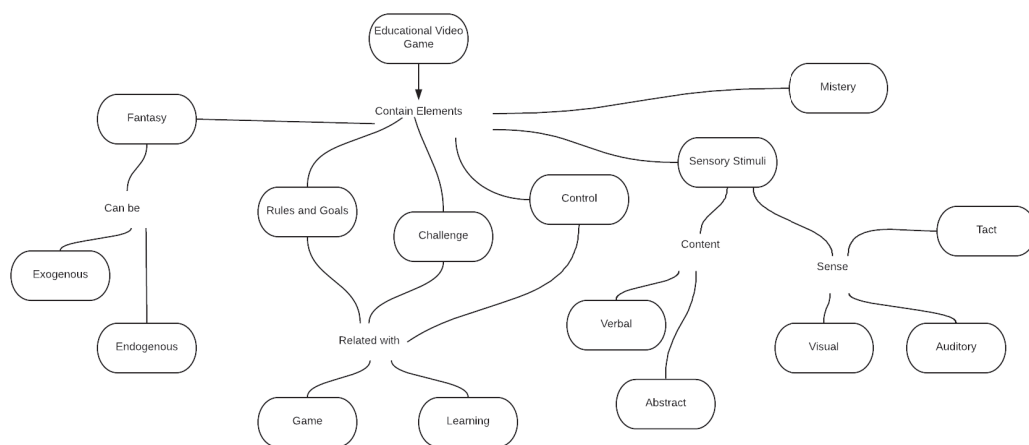 Educational Video
Game
Contain Elements
Mistery
Fantasy
Sensory Stimuli
Rules and Goals
Control
Can be
Challenge
Content
Tact
Sense
Exogenous
Verbal
Related with
Endogenous
Visual
Auditory
Abstract
Game
Learning